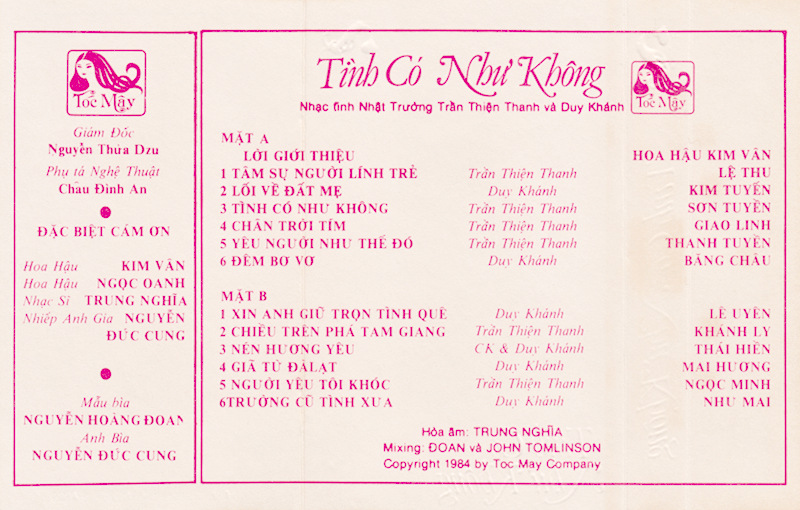 Tóc Mây
Giám Đốc
Nguyễn Thừa Dzu
Phụ tá Nghệ Thuật
Châu Đình An
ĐẶC BIỆT CÁM ƠN
Hoa Hậu KIM VÂN
Hoa Hậu NGỌC OANH
Nhạc Sĩ TRUNG NGHĨA
Nhiếp Ảnh Gia NGUYỄN
ĐỨC CUNG
Mẫu bìa
NGUYỄN HOÀNG ĐOAN
Ảnh Bìa
NGUYỄN ĐỨC CUNG
Tình Có Như Không
Tóc Mây
Nhạc tình Nhật Trường Trần Thiện Thanh và Duy Khánh
MẶT A
LỜI GIỚI THIỆU HOA HẬU KIM VÂN
1 TÂM SỰ NGƯỜI LÍNH TRẺ Trần Thiện Thanh LỆ THU
2 LỐI VỀ ĐẤT MẸ Duy Khánh KIM TUYẾN
3 TÌNH CÓ NHƯ KHÔNG Trần Thiện Thanh SƠN TUYỀN
4 CHÂN TRỜI TÍM Trần Thiện Thanh GIAO LINH
5 YÊU NGƯỜI NHƯ THẾ ĐÓ Trần Thiện Thanh THANH TUYỀN
6 ĐÊM BƠ VƠ Duy Khánh BĂNG CHÂU
MẶT B
1 XIN ANH GIỮ TRỌN TÌNH QUÊ Duy Khánh LÊ UYÊN
2 CHIỀU TRÊN PHÁ TAM GIANG Trần Thiện Thanh KHÁNH LY
3 NÉN HƯƠNG YÊU CK & Duy Khánh THÁI HIỀN
4 GIÃ TỪ ĐÀLẠT Duy Khánh MAI HƯƠNG
5 NGƯỜI YÊU TÔI KHÓC Trần Thiện Thanh NGỌC MINH
6TRƯỜNG CŨ TÌNH XƯA Duy Khánh NHƯ MAI
Hòa âm: TRUNG NGHĨA
Mixing: ĐOAN và JOHN TOMLINSON
Copyright 1984 by Toc May Company